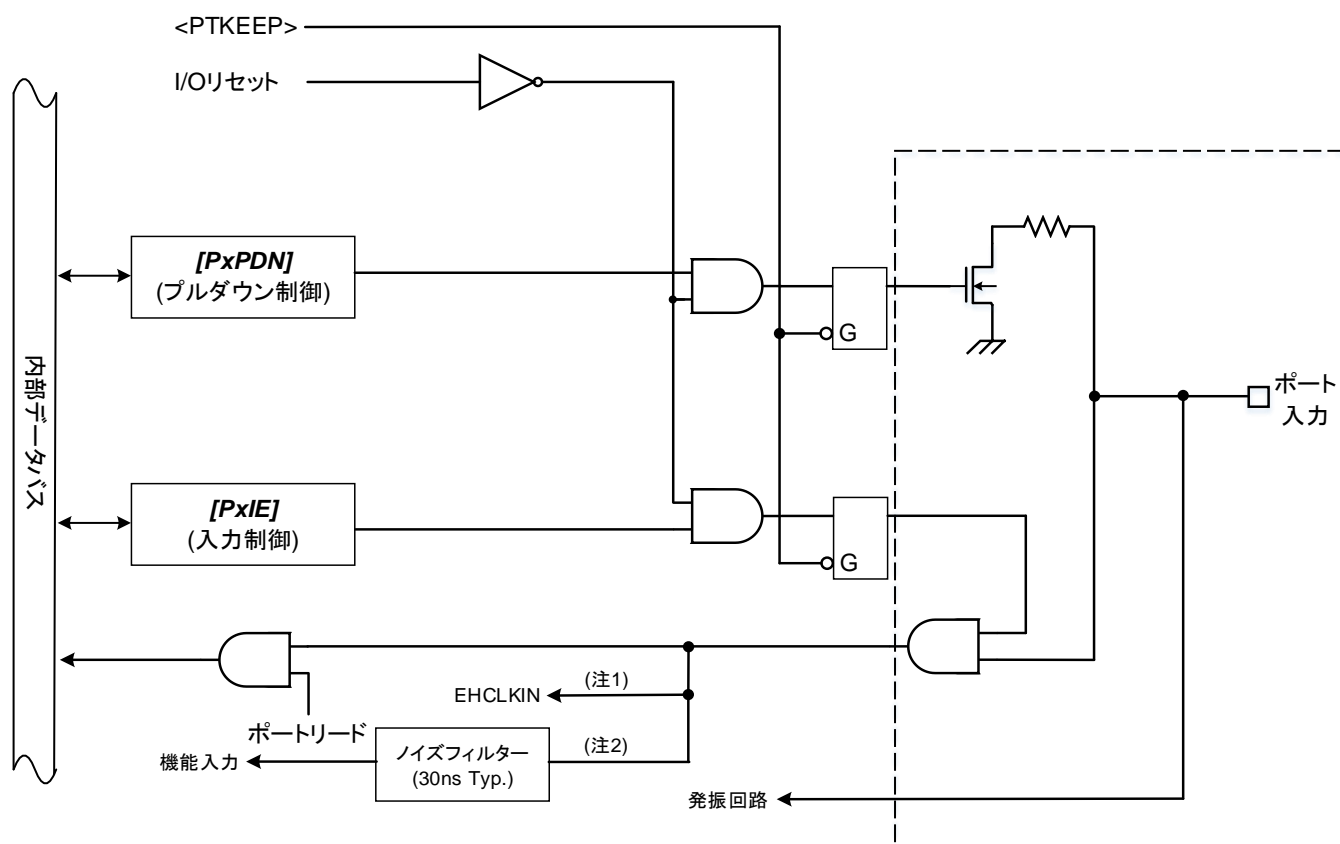 <PTKEEP>
I/Oリセット
[PxPDN]
(プルダウン制御)
G
ポート
入力
内部データバス
[PxIE]
(入力制御)
G
(注1)
EHCLKIN
ポートリード
(注2)
ノイズフィルター
(30ns Typ.)
機能入力
発振回路